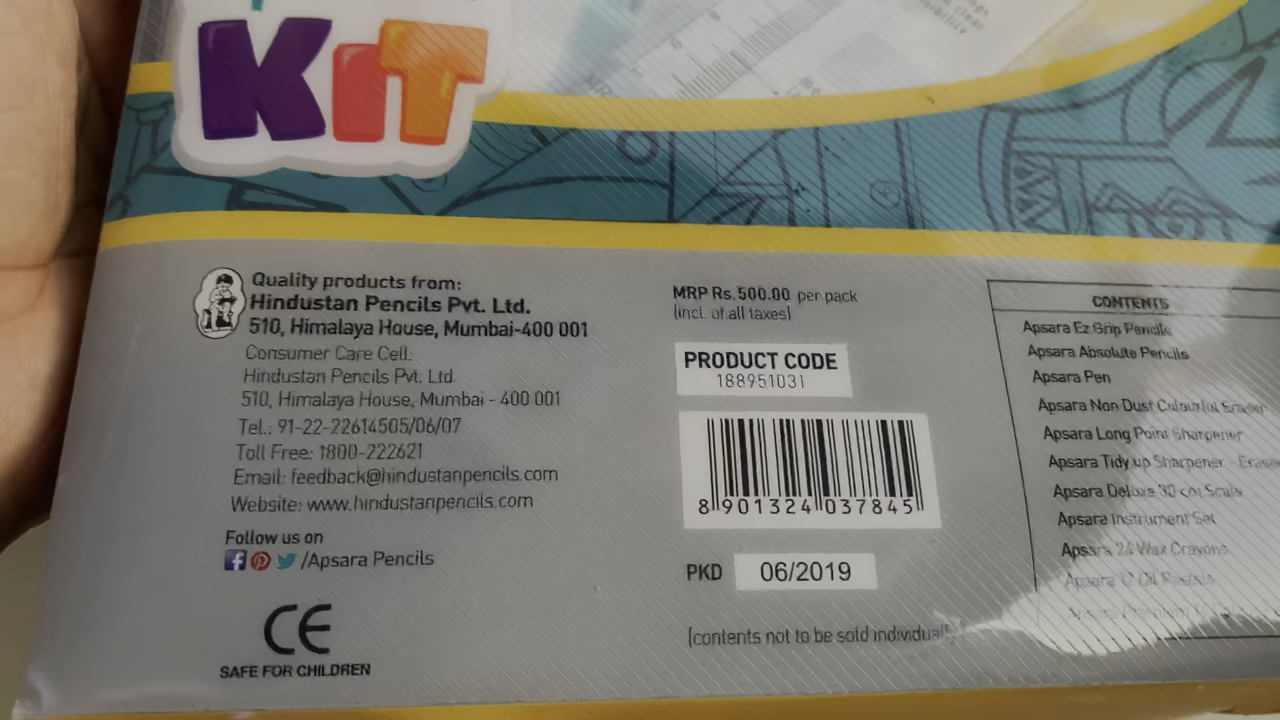 KIT
Quality products from:
Hindustan Pencils Pvt. Ltd.
510, Himalaya House, Mumbai-400 001
Consumer Care Cell:
Hindustan Pencils Pvt. Ltd.
510, Himalaya House, Mumbai - 400 001
Tel.: 91-22-22614505/06/07
Toll Free: 1800-222621
Email: feedback@hindustanpencils.com
Website: www.hindustanpencils.com
Follow us on
/Apsara Pencils
CE
SAFE FOR CHILDREN
MRP Rs.500.00 per pack
(incl. of all taxes)
PRODUCT CODE
188951031
8 901324 037845
PKD 06/2019
(contents not to be sold individually)
CONTENTS
Apsara Ez Grip Pencils
Apsara Absolute Pencils
Apsara Pen
Apsara Non Dust Colourful Eraser
Apsara Long Point Sharpener
Apsara Tidy up Sharpener - Eraser
Apsara Deluxe 30 cm Scale
Apsara Instrument Set
Apsara 24 Wax Crayons
Apsara 12 Oil Pastels
Apsara Premium